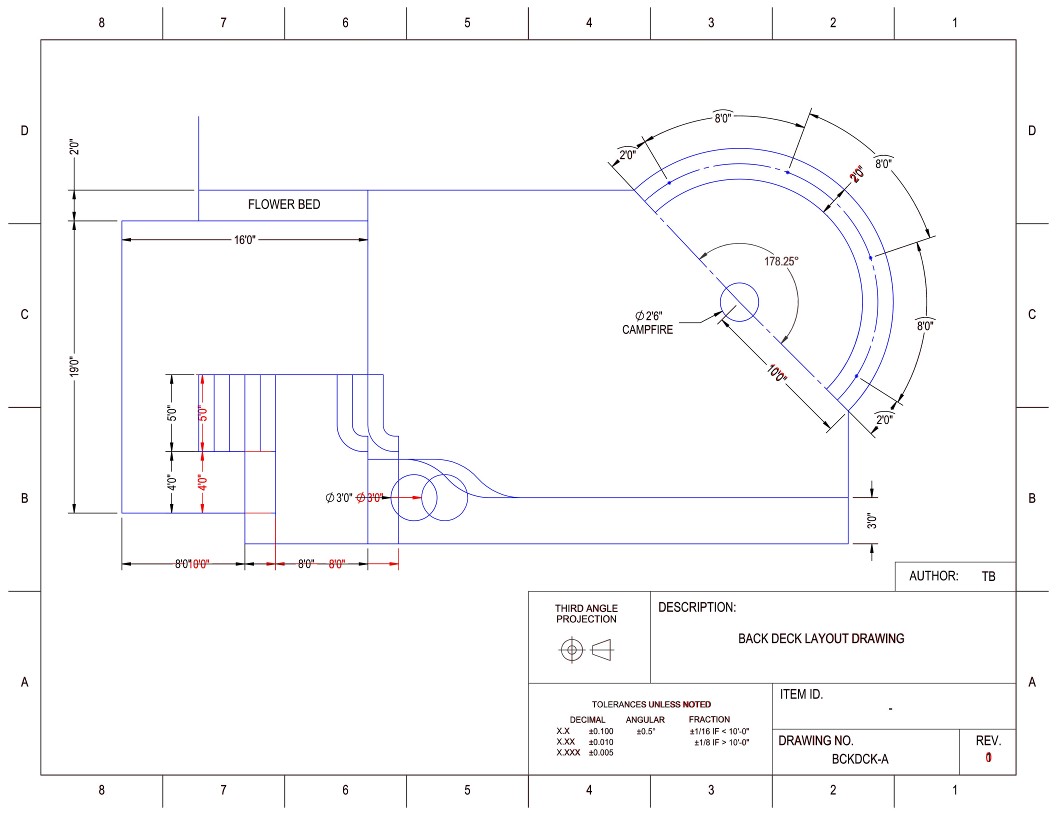 8 7 6 5 4 3 2 1
D
D
2'0"
8'0"
2'0"
8'0"
2'0"
FLOWER BED
16'0"
178.25°
C
C
Ø 2'6"
CAMPFIRE
8'0"
19'0"
10'0"
2'0"
5'0"
5'0"
4'0"
4'0"
B
B
Ø 3'0"
Ø 3'0"
3'0"
8'0"
10'0"
8'0"
8'0"
AUTHOR: TB
THIRD ANGLE
PROJECTION
DESCRIPTION:
BACK DECK LAYOUT DRAWING
A
A
ITEM ID.
-
TOLERANCES UNLESS NOTED
DECIMAL ANGULAR FRACTION
X.X ±0.100 ±0.5° ±1/16 IF < 10'-0"
X.XX ±0.010 ±1/8 IF > 10'-0"
X.XXX ±0.005
DRAWING NO.
BCKDCK-A
REV.
8 7 6 5 4 3 2 1